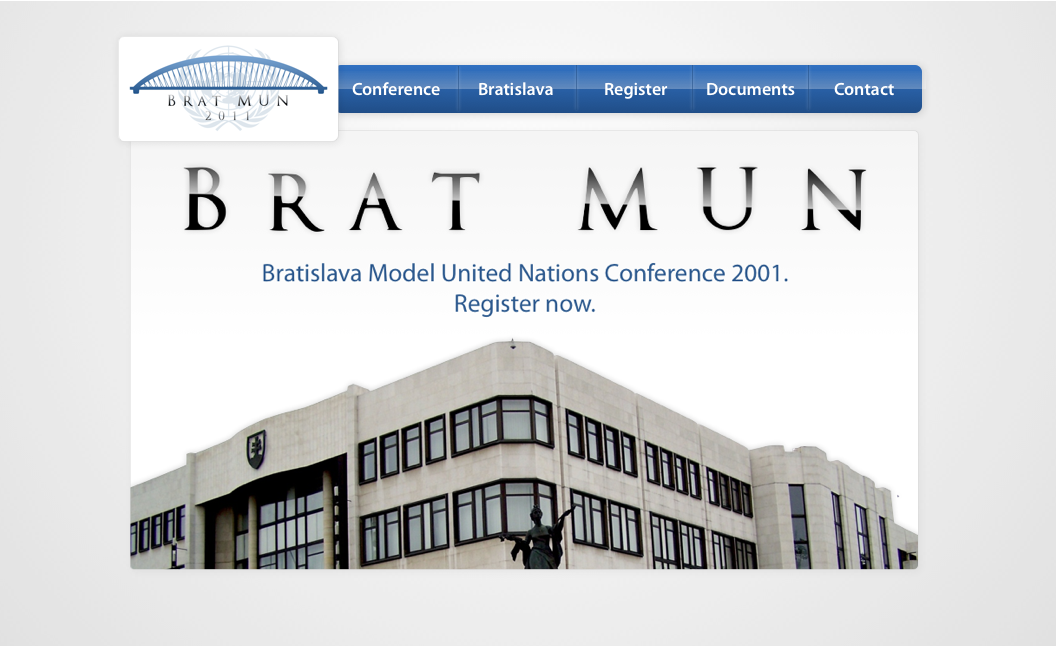 BRAT MUN
2011
Conference
Bratislava
Register
Documents
Contact
BRAT MUN
Bratislava Model United Nations Conference 2001.
Register now.